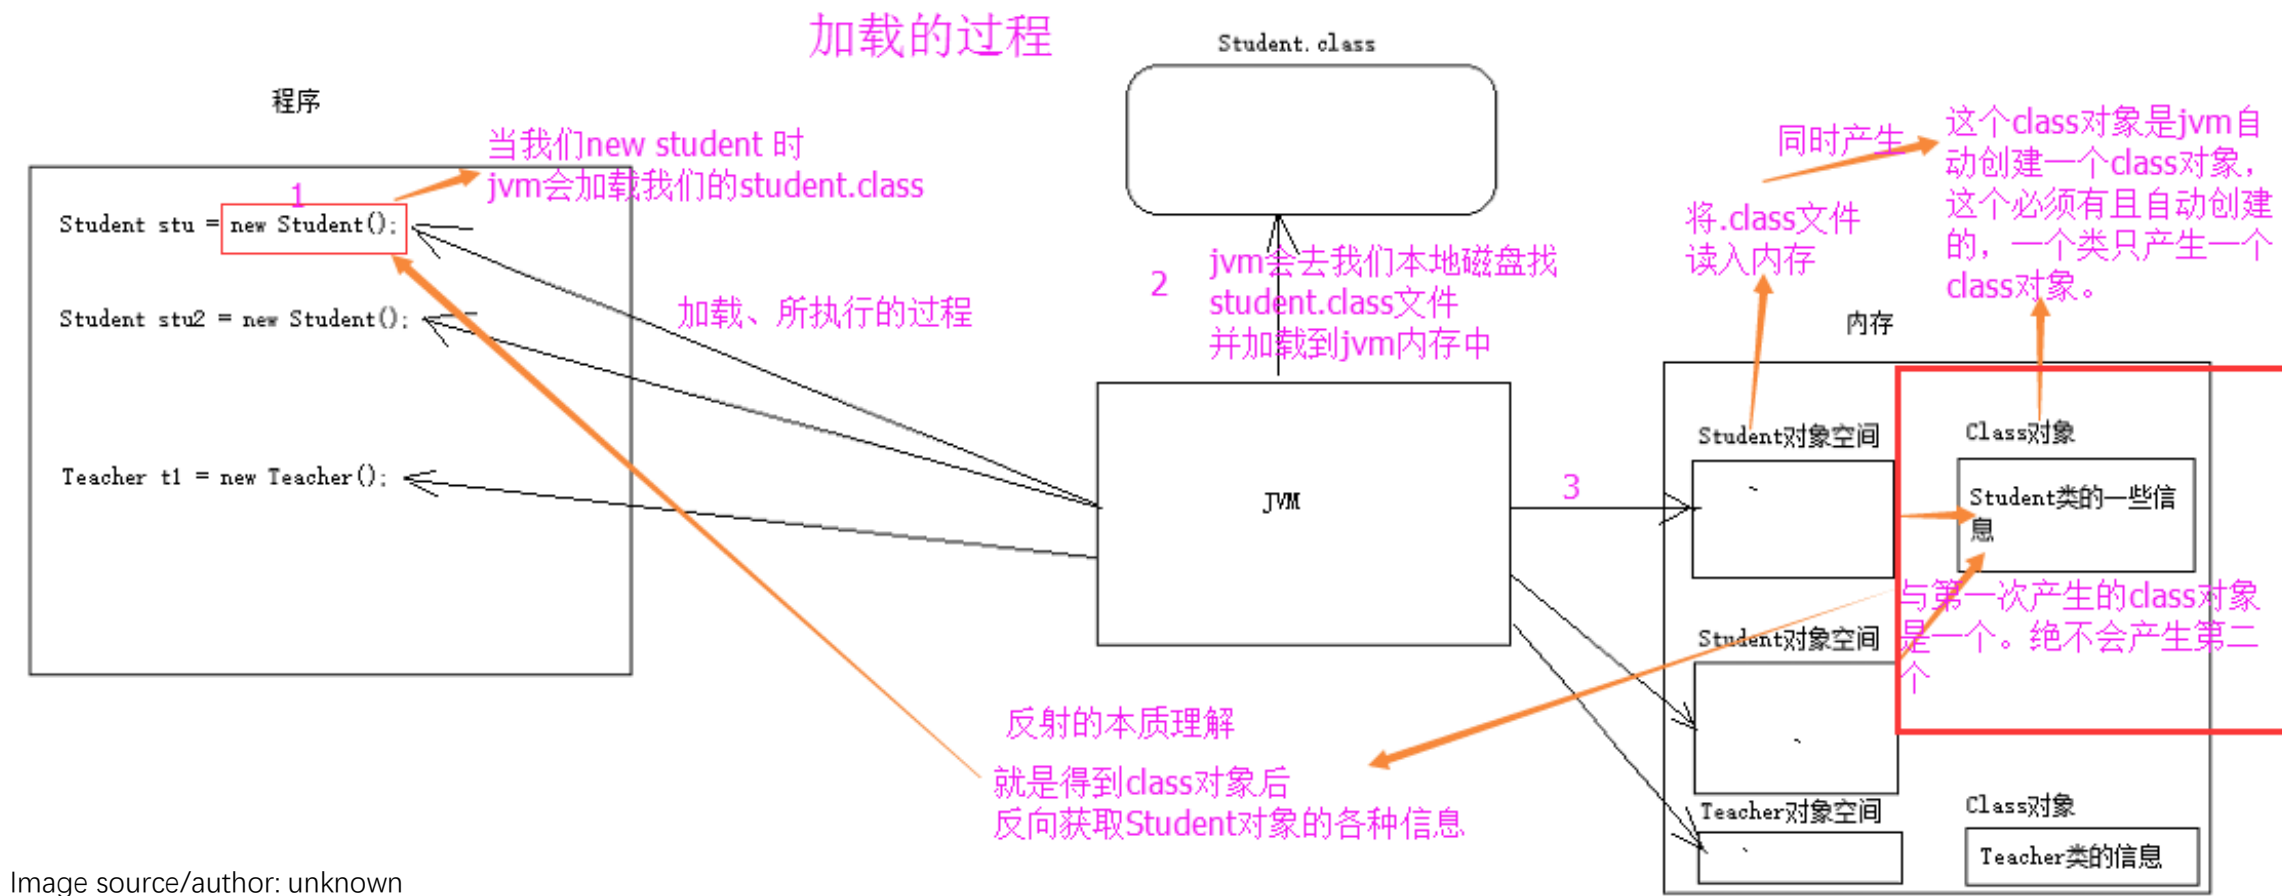 加载的过程
Student.class
程序
当我们new student 时
jvm会加载我们的student.class
1
Student stu = new Student();
Student stu2 = new Student();
Teacher t1 = new Teacher();
加载、所执行的过程
2
jvm会去我们本地磁盘找
student.class文件
并加载到jvm内存中
JVM
3
同时产生
这个class对象是jvm自
动创建一个class对象，
这个必须有且自动创建
的，一个类只产生一个
class对象。
将.class文件
读入内存
内存
Student对象空间
Class对象
Student类的一些信
息
与第一次产生的class对象
是一个。绝不会产生第二
个
Student对象空间
Teacher对象空间
Class对象
Teacher类的信息
反射的本质理解
就是得到class对象后
反向获取Student对象的各种信息
Image source/author: unknown